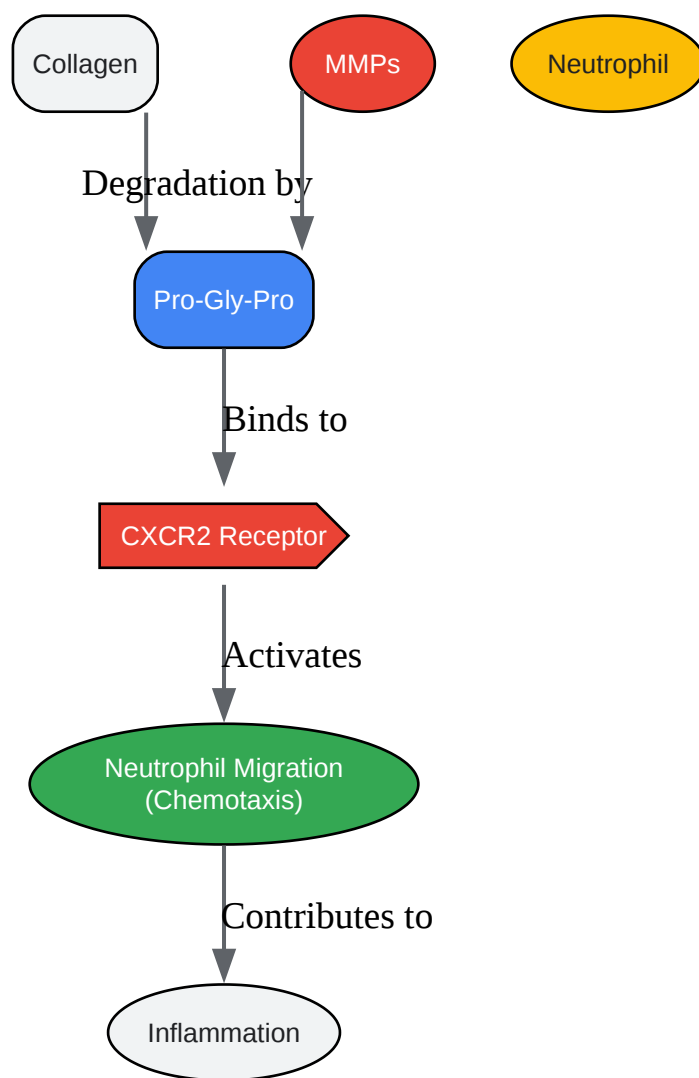 Collagen
MMPs
Neutrophil
Degradation by
Pro-Gly-Pro
Binds to
CXCR2 Receptor
Activates
Neutrophil Migration
(Chemotaxis)
Contributes to
Inflammation